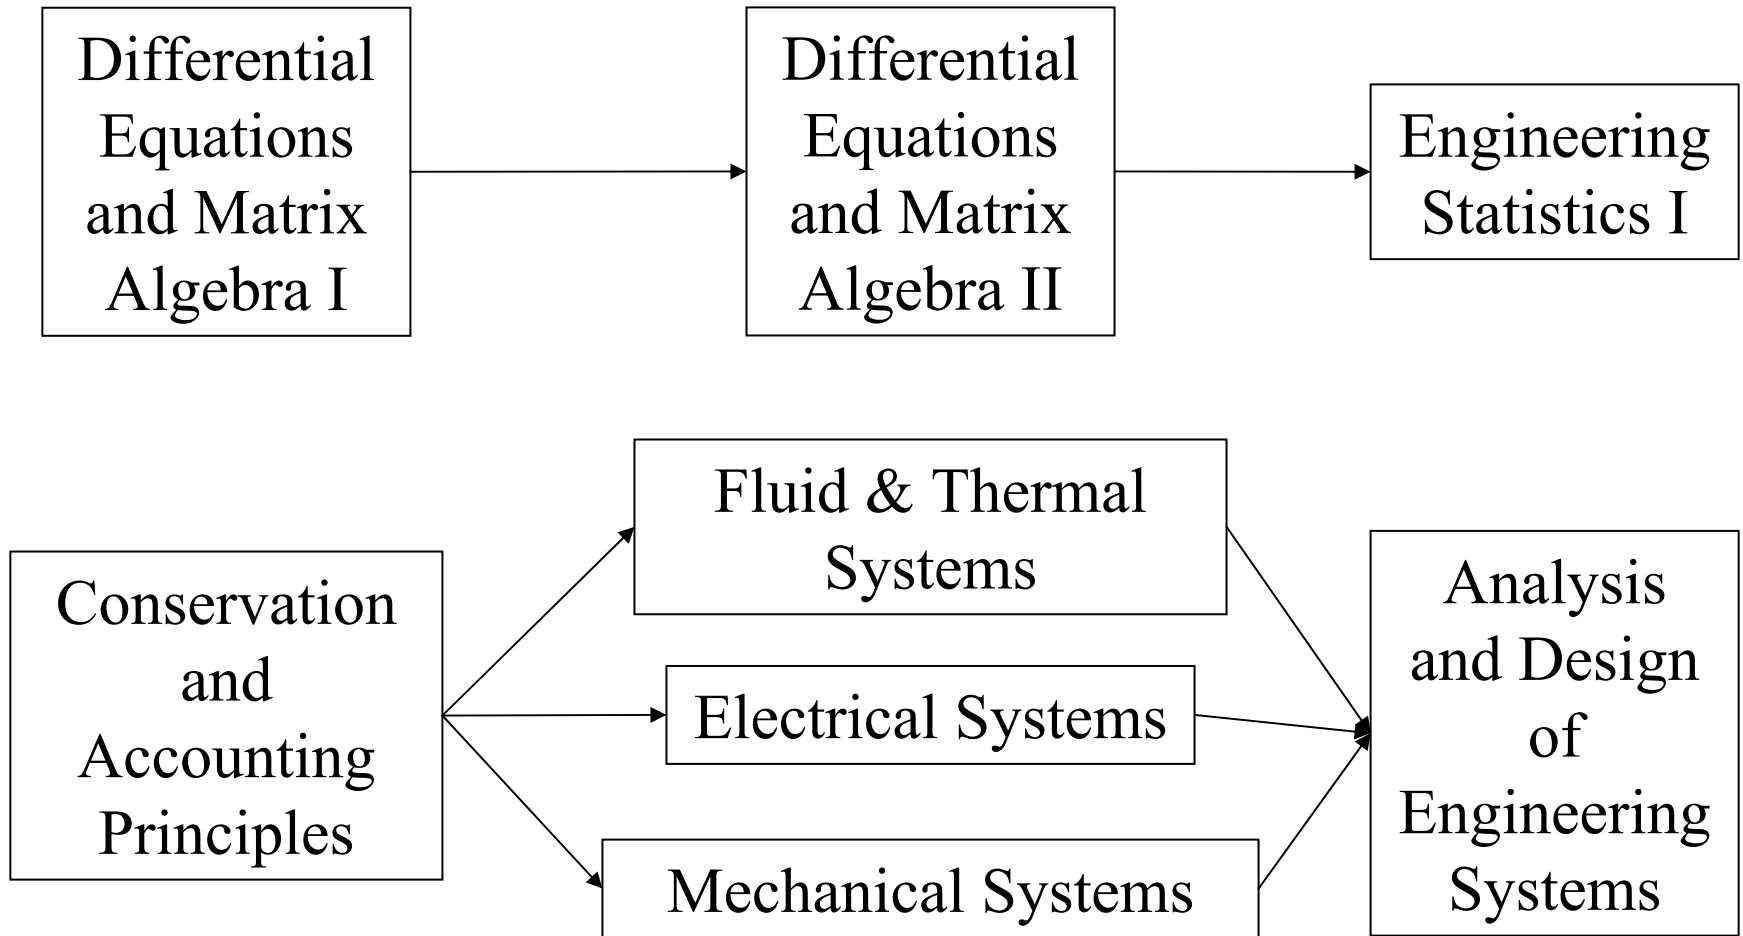 Differential
Equations
and Matrix
Algebra I
Differential
Equations
and Matrix
Algebra II
Engineering
Statistics I
Conservation
and
Accounting
Principles
Fluid & Thermal
Systems
Electrical Systems
Mechanical Systems
Analysis
and Design
of
Engineering
Systems